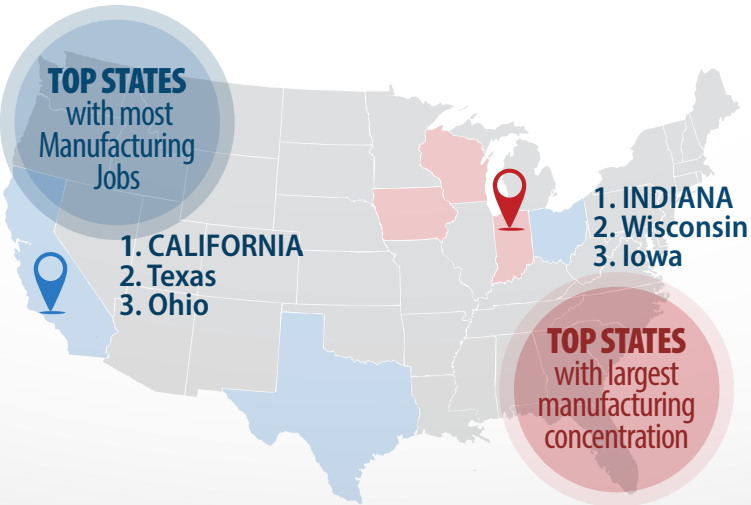 TOP STATES
with most
Manufacturing
Jobs
1. CALIFORNIA
2. Texas
3. Ohio
1. INDIANA
2. Wisconsin
3. Iowa
TOP STATES
with largest
manufacturing
concentration